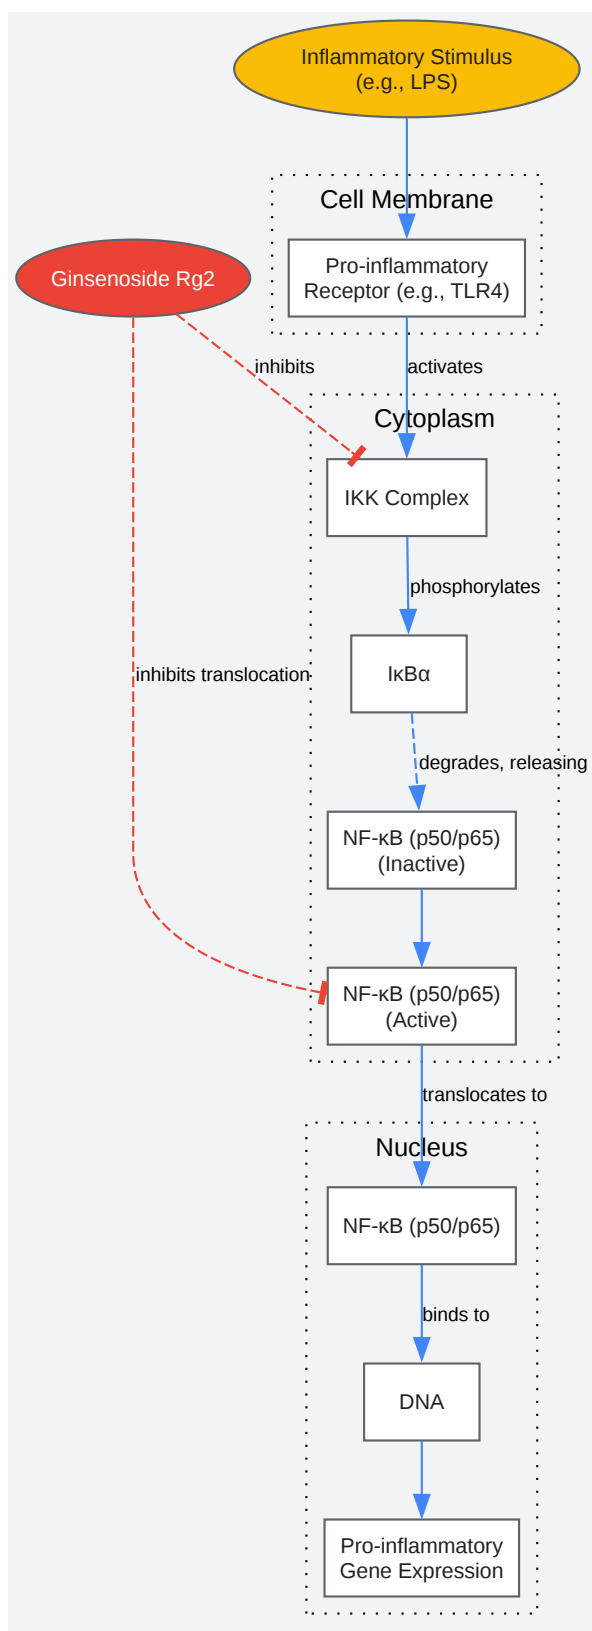 Inflammatory Stimulus
(e.g., LPS)
Cell Membrane
Pro-inflammatory
Receptor (e.g., TLR4)
Ginsenoside Rg2
inhibits
activates
Cytoplasm
IKK Complex
phosphorylates
IκBα
inhibits translocation
degrades, releasing
NF-κB (p50/p65)
(Inactive)
NF-κB (p50/p65)
(Active)
translocates to
Nucleus
NF-κB (p50/p65)
binds to
DNA
Pro-inflammatory
Gene Expression